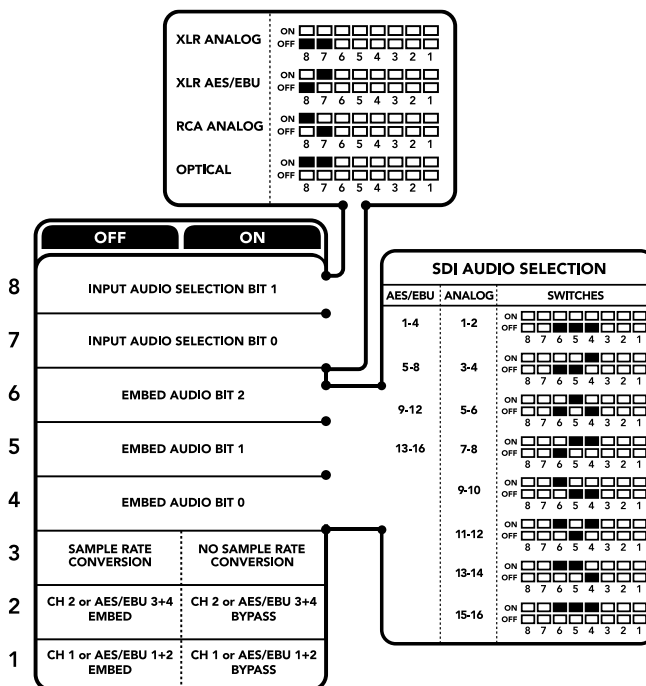 XLR ANALOG
ON
OFF
8 7 6 5 4 3 2 1
XLR AES/EBU
ON
OFF
8 7 6 5 4 3 2 1
RCA ANALOG
ON
OFF
8 7 6 5 4 3 2 1
OPTICAL
ON
OFF
8 7 6 5 4 3 2 1
OFF ON
8 INPUT AUDIO SELECTION BIT 1
7 INPUT AUDIO SELECTION BIT 0
6 EMBED AUDIO BIT 2
5 EMBED AUDIO BIT 1
4 EMBED AUDIO BIT 0
3
SAMPLE RATE
CONVERSION
NO SAMPLE RATE
CONVERSION
2
CH 2 or AES/EBU 3+4
EMBED
CH 2 or AES/EBU 3+4
BYPASS
1
CH 1 or AES/EBU 1+2
EMBED
CH 1 or AES/EBU 1+2
BYPASS
SDI AUDIO SELECTION
AES/EBU ANALOG SWITCHES
1-4 1-2
ON
OFF
8 7 6 5 4 3 2 1
5-8 3-4
ON
OFF
8 7 6 5 4 3 2 1
9-12 5-6
ON
OFF
8 7 6 5 4 3 2 1
13-16 7-8
ON
OFF
8 7 6 5 4 3 2 1
9-10
ON
OFF
8 7 6 5 4 3 2 1
11-12
ON
OFF
8 7 6 5 4 3 2 1
13-14
ON
OFF
8 7 6 5 4 3 2 1
15-16
ON
OFF
8 7 6 5 4 3 2 1